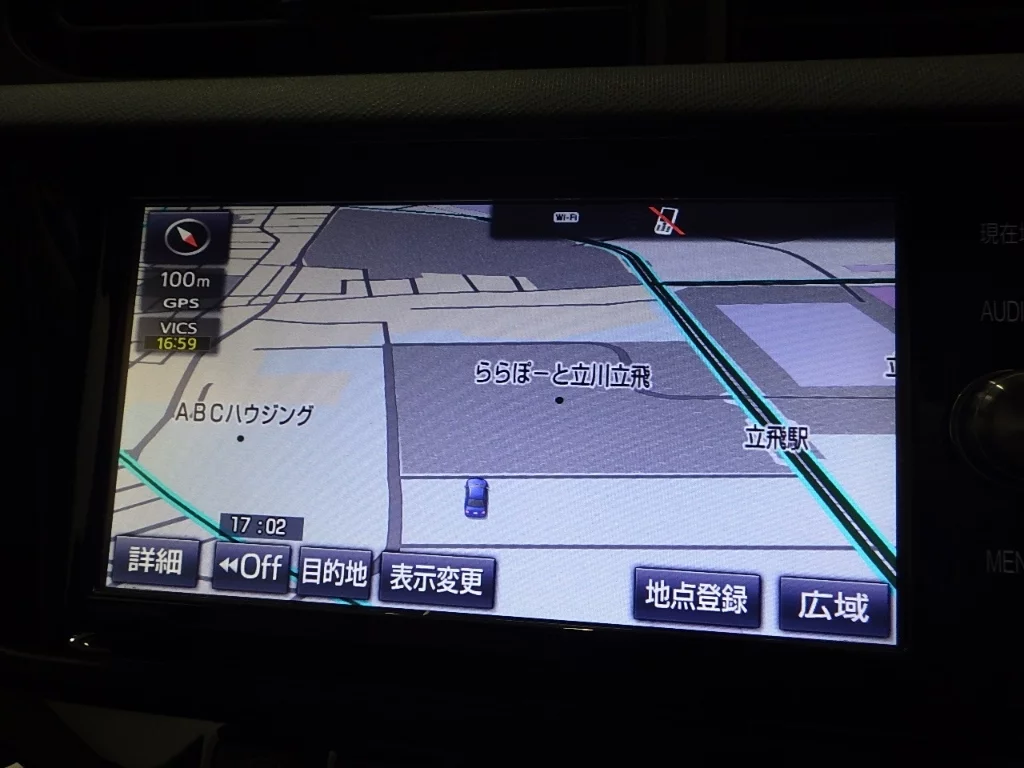 Wi-Fi
100m
GPS
VICS
16:59
ららぽーと立川立飛
ABCハウジング
立飛駅
17:02
詳細
◀◀Off
目的地
表示変更
地点登録
広域
現在